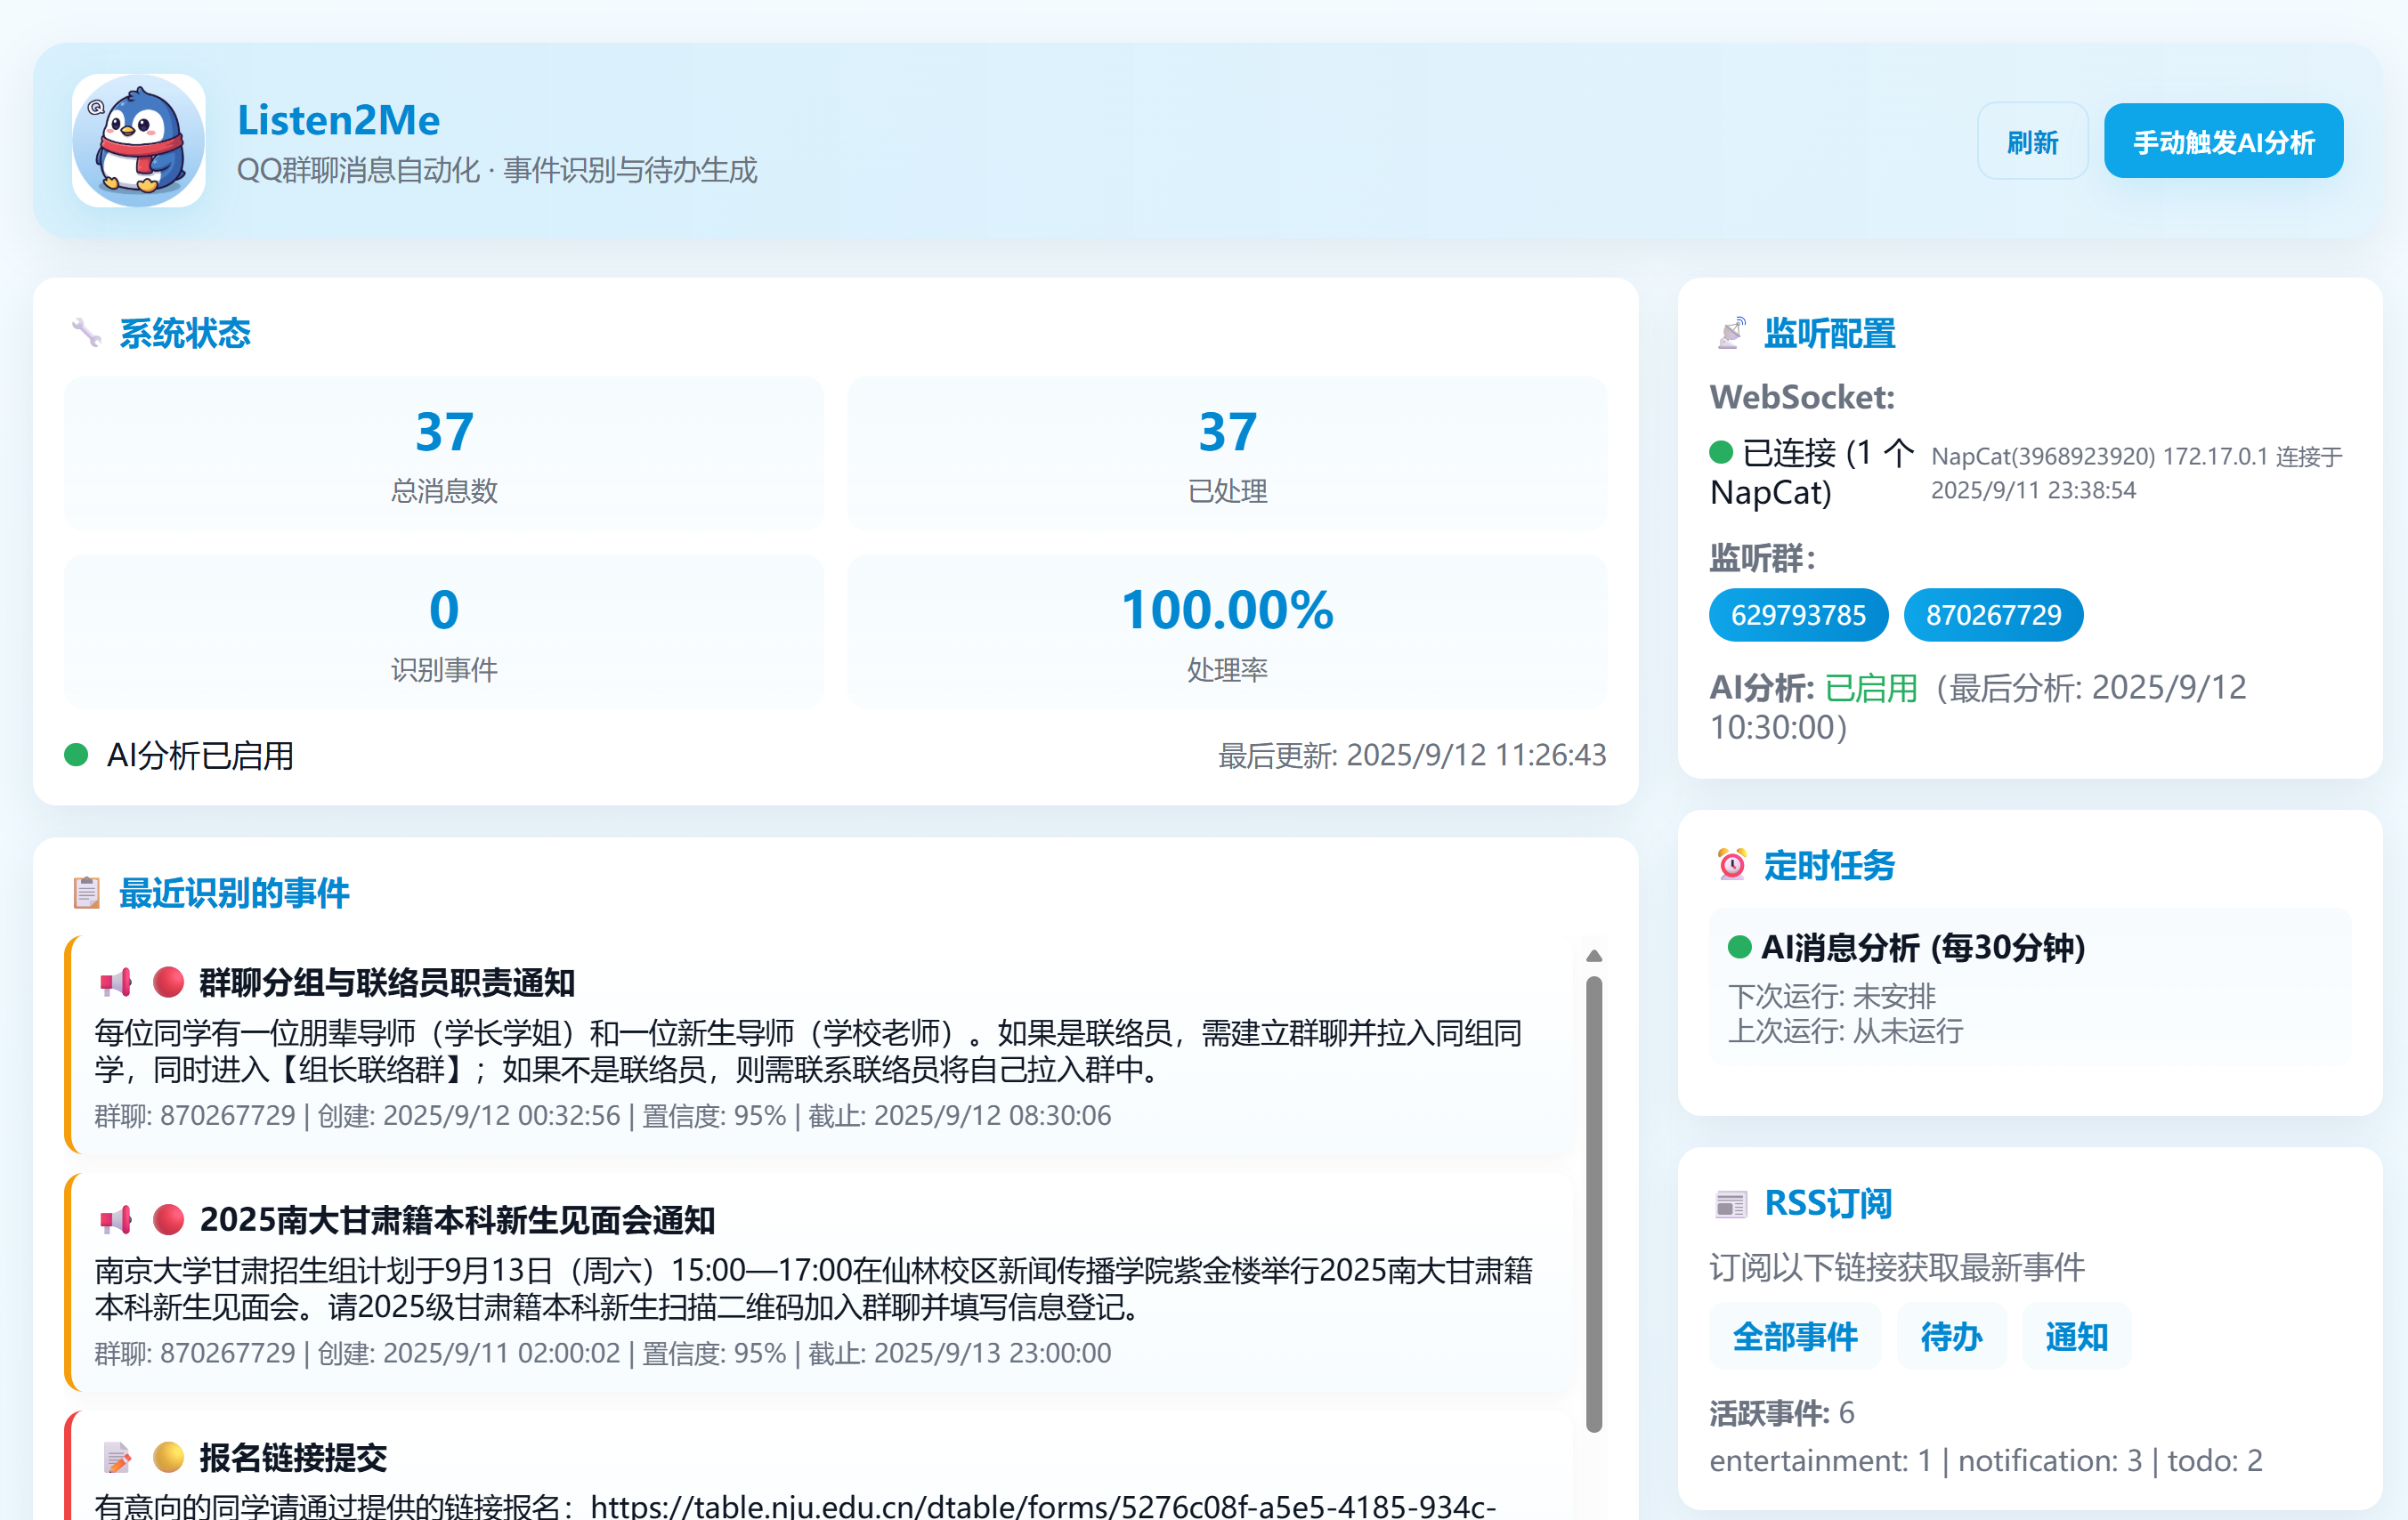 Listen2Me
QQ群聊消息自动化 · 事件识别与待办生成
刷新
手动触发AI分析
系统状态
37
总消息数
37
已处理
0
识别事件
100.00%
处理率
AI分析已启用
最后更新: 2025/9/12 11:26:43
最近识别的事件
群聊分组与联络员职责通知
每位同学有一位朋辈导师（学长学姐）和一位新生导师（学校老师）。如果是联络员，需建立群聊并拉入同组同
学，同时进入【组长联络群】；如果不是联络员，则需联系联络员将自己拉入群中。
群聊: 870267729 | 创建: 2025/9/12 00:32:56 | 置信度: 95% | 截止: 2025/9/12 08:30:06
2025南大甘肃籍本科新生见面会通知
南京大学甘肃招生组计划于9月13日（周六）15:00—17:00在仙林校区新闻传播学院紫金楼举行2025南大甘肃籍
本科新生见面会。请2025级甘肃籍本科新生扫描二维码加入群聊并填写信息登记。
群聊: 870267729 | 创建: 2025/9/11 02:00:02 | 置信度: 95% | 截止: 2025/9/13 23:00:00
报名链接提交
有意向的同学请通过提供的链接报名：https://table.nju.edu.cn/dtable/forms/5276c08f-a5e5-4185-934c-
监听配置
WebSocket:
已连接 (1 个
NapCat)
NapCat(3968923920) 172.17.0.1 连接于
2025/9/11 23:38:54
监听群:
629793785
870267729
AI分析: 已启用（最后分析: 2025/9/12
10:30:00）
定时任务
AI消息分析 (每30分钟)
下次运行: 未安排
上次运行: 从未运行
RSS订阅
订阅以下链接获取最新事件
全部事件
待办
通知
活跃事件: 6
entertainment: 1 | notification: 3 | todo: 2